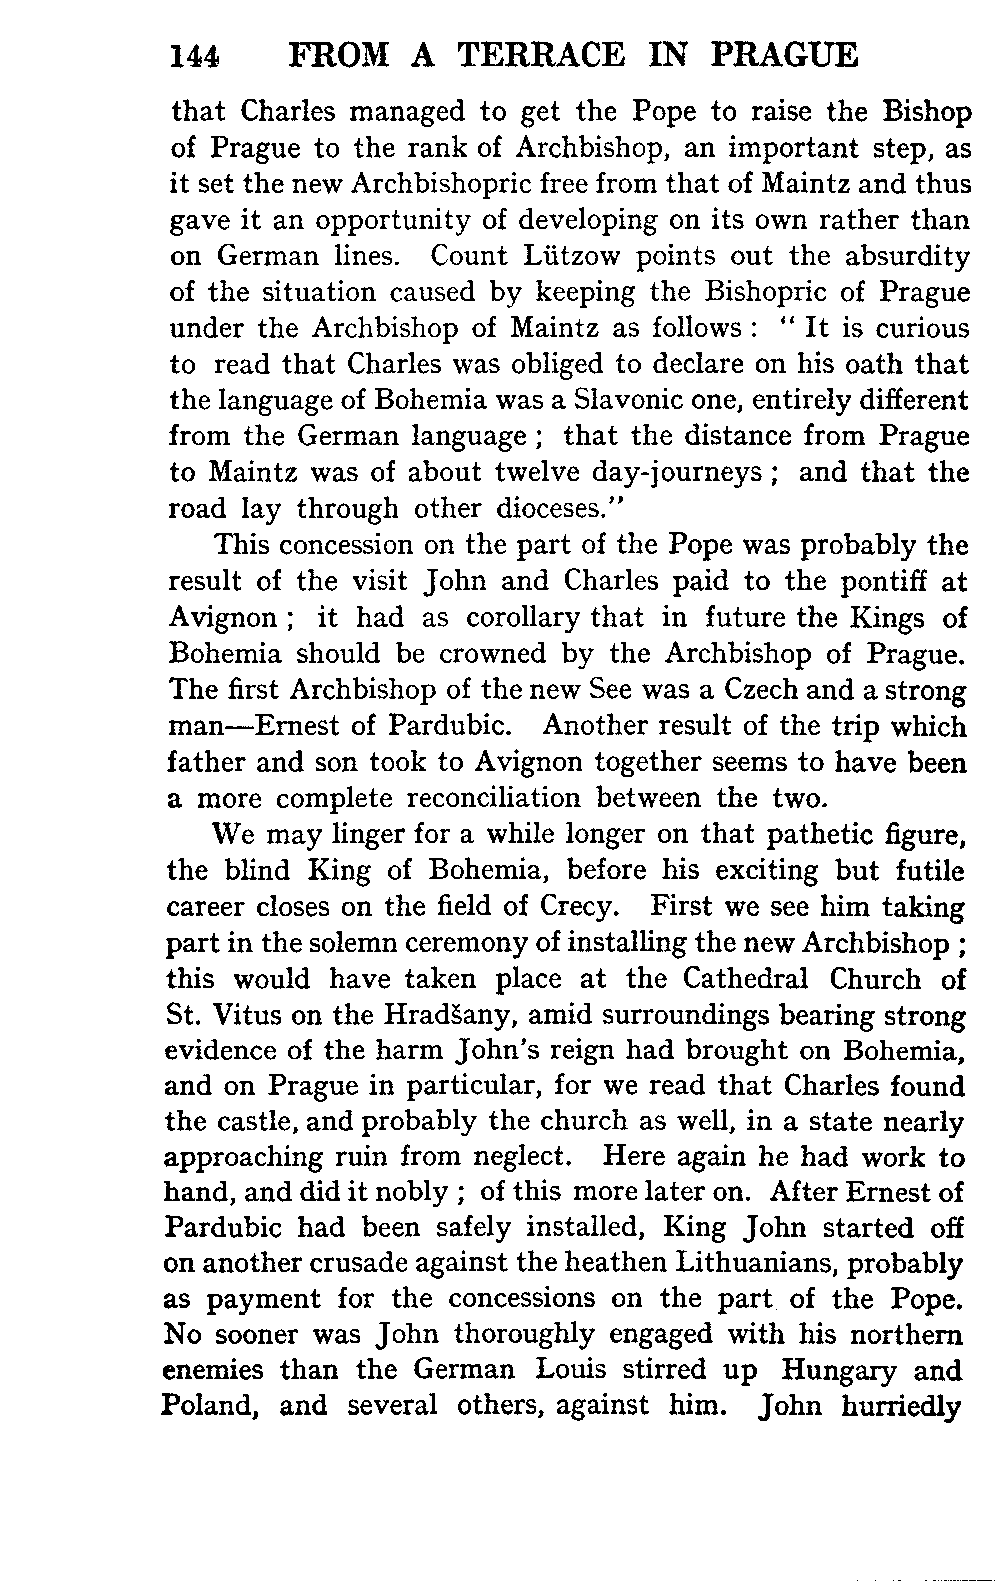 144 FROM A TERRACE IN PRAGUE
that Charles managed to get the Pope to raise the Bishop
of Prague to the rank of Archbishop, an important step, as
it set the new Archbishopric free from that of Maintz and thus
gave it an opportunity of developing on its own rather than
on German lines. Count Lützow points out the absurdity
of the situation caused by keeping the Bishopric of Prague
under the Archbishop of Maintz as follows : " It is curious
to read that Charles was obliged to declare on his oath that
the language of Bohemia was a Slavonic one, entirely different
from the German language ; that the distance from Prague
to Maintz was of about twelve day-journeys ; and that the
road lay through other dioceses."
This concession on the part of the Pope was probably the
result of the visit John and Charles paid to the pontiff at
Avignon ; it had as corollary that in future the Kings of
Bohemia should be crowned by the Archbishop of Prague.
The first Archbishop of the new See was a Czech and a strong
man—Ernest of Pardubic. Another result of the trip which
father and son took to Avignon together seems to have been
a more complete reconciliation between the two.
We may linger for a while longer on that pathetic figure,
the blind King of Bohemia, before his exciting but futile
career closes on the field of Crecy. First we see him taking
part in the solemn ceremony of installing the new Archbishop ;
this would have taken place at the Cathedral Church of
St. Vitus on the Hradšany, amid surroundings bearing strong
evidence of the harm John's reign had brought on Bohemia,
and on Prague in particular, for we read that Charles found
the castle, and probably the church as well, in a state nearly
approaching ruin from neglect. Here again he had work to
hand, and did it nobly ; of this more later on. After Ernest of
Pardubic had been safely installed, King John started off
on another crusade against the heathen Lithuanians, probably
as payment for the concessions on the part of the Pope.
No sooner was John thoroughly engaged with his northern
enemies than the German Louis stirred up Hungary and
Poland, and several others, against him. John hurriedly